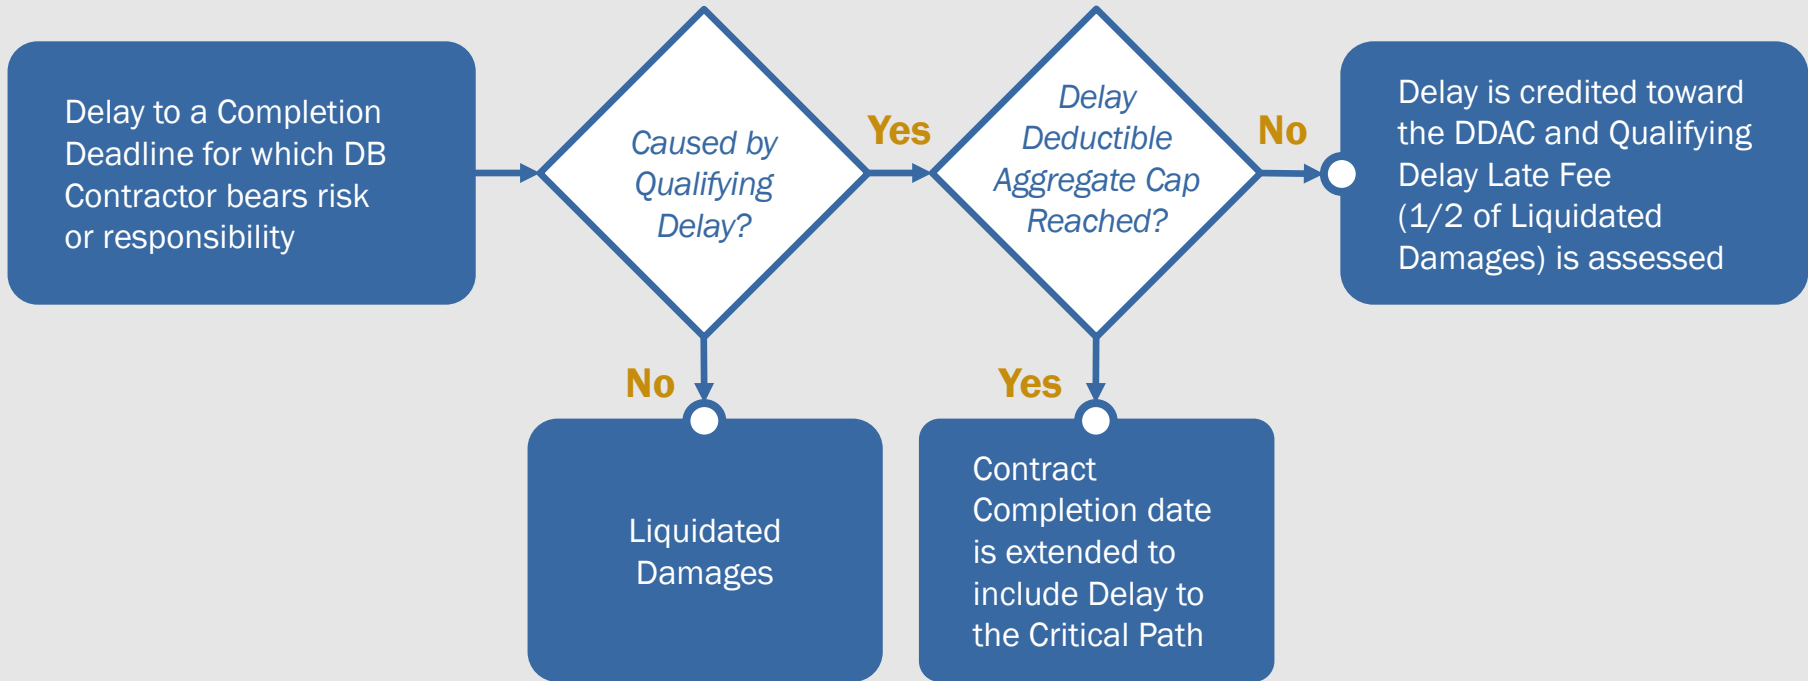 Delay to a Completion
Deadline for which DB
Contractor bears risk
or responsibility
Caused by
Qualifying
Delay?
Yes
Delay
Deductible
Aggregate Cap
Reached?
No
Delay is credited toward
the DDAC and Qualifying
Delay Late Fee
(1/2 of Liquidated
Damages) is assessed
No
Liquidated
Damages
Yes
Contract
Completion date
is extended to
include Delay to
the Critical Path